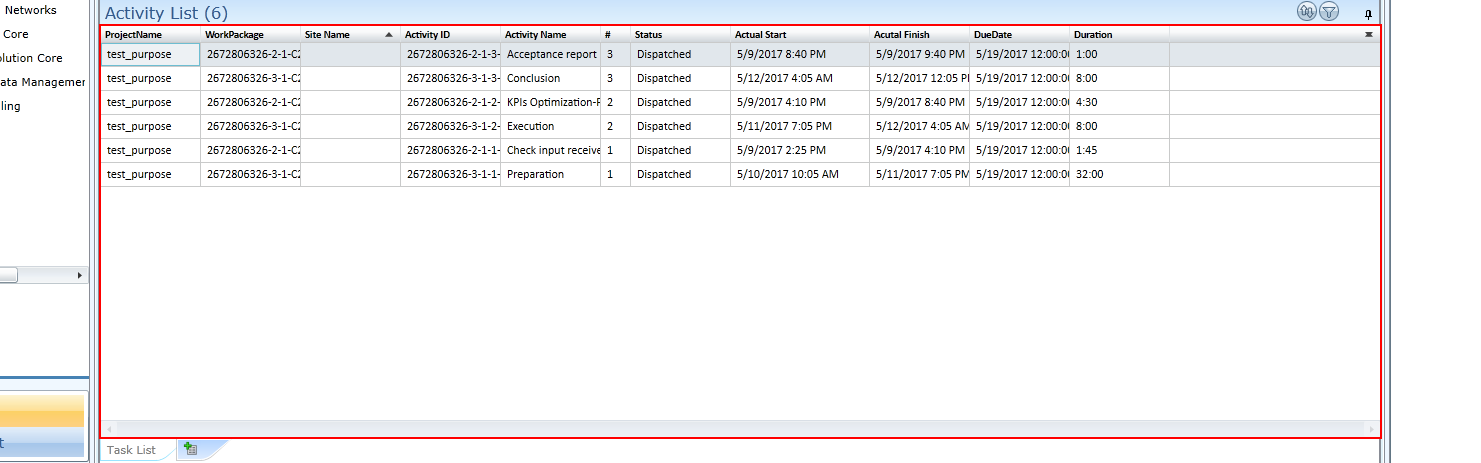 Networks
Core
olution Core
ata Managemen
ling
t
Activity List (6)
ProjectName WorkPackage Site Name Activity ID Activity Name # Status Actual Start Acutal Finish DueDate Duration
test_purpose 2672806326-2-1-C2 2672806326-2-1-3- Acceptance report 3 Dispatched 5/9/2017 8:40 PM 5/9/2017 9:40 PM 5/19/2017 12:00:00 1:00
test_purpose 2672806326-3-1-C2 2672806326-3-1-3- Conclusion 3 Dispatched 5/12/2017 4:05 AM 5/12/2017 12:05 PM 5/19/2017 12:00:00 8:00
test_purpose 2672806326-2-1-C2 2672806326-2-1-2- KPIs Optimization-F 2 Dispatched 5/9/2017 4:10 PM 5/9/2017 8:40 PM 5/19/2017 12:00:00 4:30
test_purpose 2672806326-3-1-C2 2672806326-3-1-2- Execution 2 Dispatched 5/11/2017 7:05 PM 5/12/2017 4:05 AM 5/19/2017 12:00:00 8:00
test_purpose 2672806326-2-1-C2 2672806326-2-1-1- Check input receive 1 Dispatched 5/9/2017 2:25 PM 5/9/2017 4:10 PM 5/19/2017 12:00:00 1:45
test_purpose 2672806326-3-1-C2 2672806326-3-1-1- Preparation 1 Dispatched 5/10/2017 10:05 AM 5/11/2017 7:05 PM 5/19/2017 12:00:00 32:00
Task List